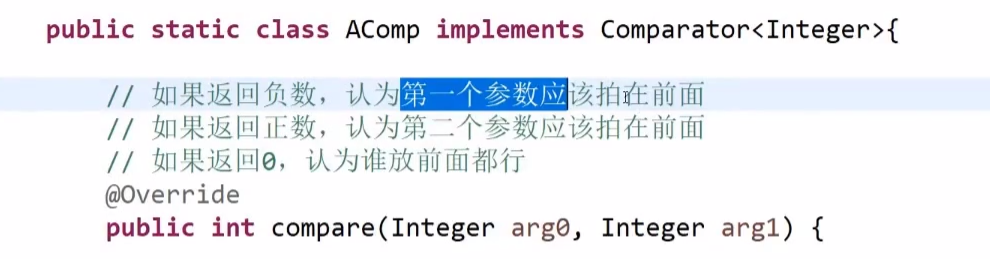 public static class AComp implements Comparator<Integer>{
// 如果返回负数，认为第一个参数应该拍在前面
// 如果返回正数，认为第二个参数应该拍在前面
// 如果返回0，认为谁放前面都行
@Override
public int compare(Integer arg0, Integer arg1) {